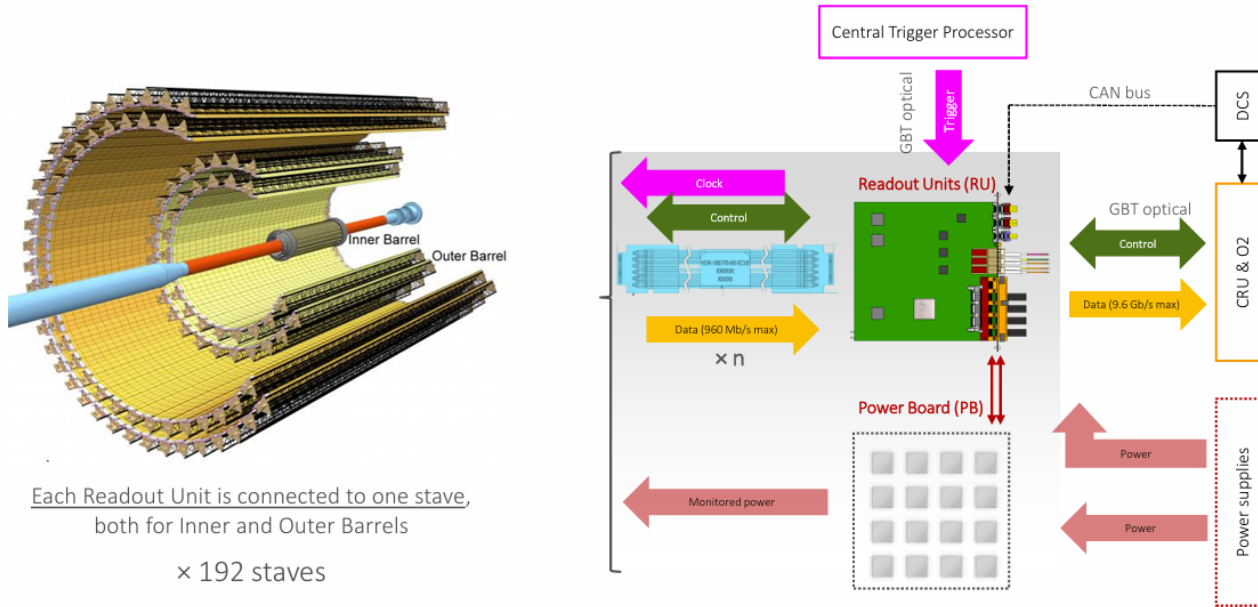 Inner Barrel
Outer Barrel
Each Readout Unit is connected to one stave,
both for Inner and Outer Barrels
× 192 staves
Central Trigger Processor
GBT optical
Trigger
CAN bus
DCS
Clock
Control
Readout Units (RU)
GBT optical
Control
CRU & O2
Data (960 Mb/s max)
× n
Data (9.6 Gb/s max)
Power Board (PB)
Monitored power
Power
Power
Power supplies